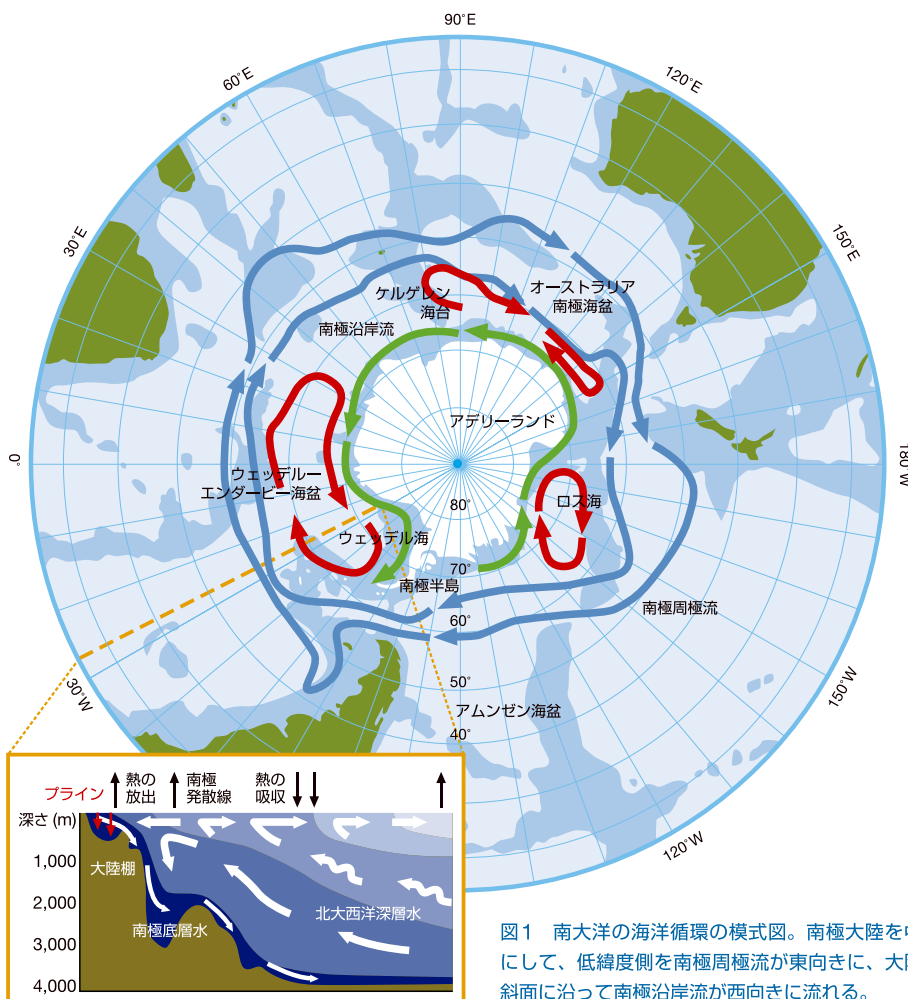 90°E
60°E
120°E
30°E
150°E
オーストラリア
南極海盆
ケルゲレン
海台
南極沿岸流
アデリーランド
0°
180°
W
ウェッデルー
エンダービー海盆
ロス海
80°
ウェッデル海
70°
南極半島
南極周極流
60°
50°
30°W
アムンゼン海盆
150°W
40°
120°W
ブライン
熱の
放出
南極
発散線
熱の
吸収
深さ (m)
1,000
大陸棚
2,000
北大西洋深層水
南極底層水
3,000
4,000
図1 南大洋の海洋循環の模式図。南極大陸を
にして、低緯度側を南極周極流が東向きに、大
斜面に沿って南極沿岸流が西向きに流れる。